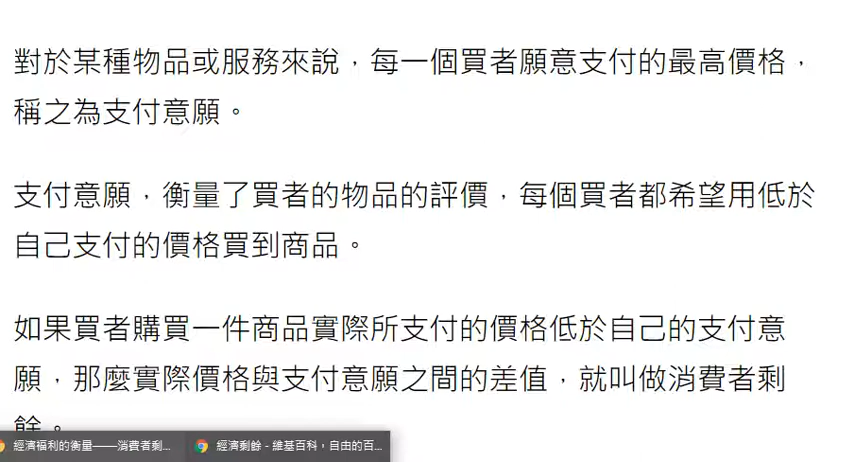 對於某種物品或服務來說，每一個買者願意支付的最高價格，
稱之為支付意願。
支付意願，衡量了買者的物品的評價，每個買者都希望用低於
自己支付的價格買到商品。
如果買者購買一件商品實際所支付的價格低於自己的支付意
願，那麼實際價格與支付意願之間的差值，就叫做消費者剩
餘。
經濟福利的衡量——消費者剩...
經濟剩餘 - 維基百科，自由的百...